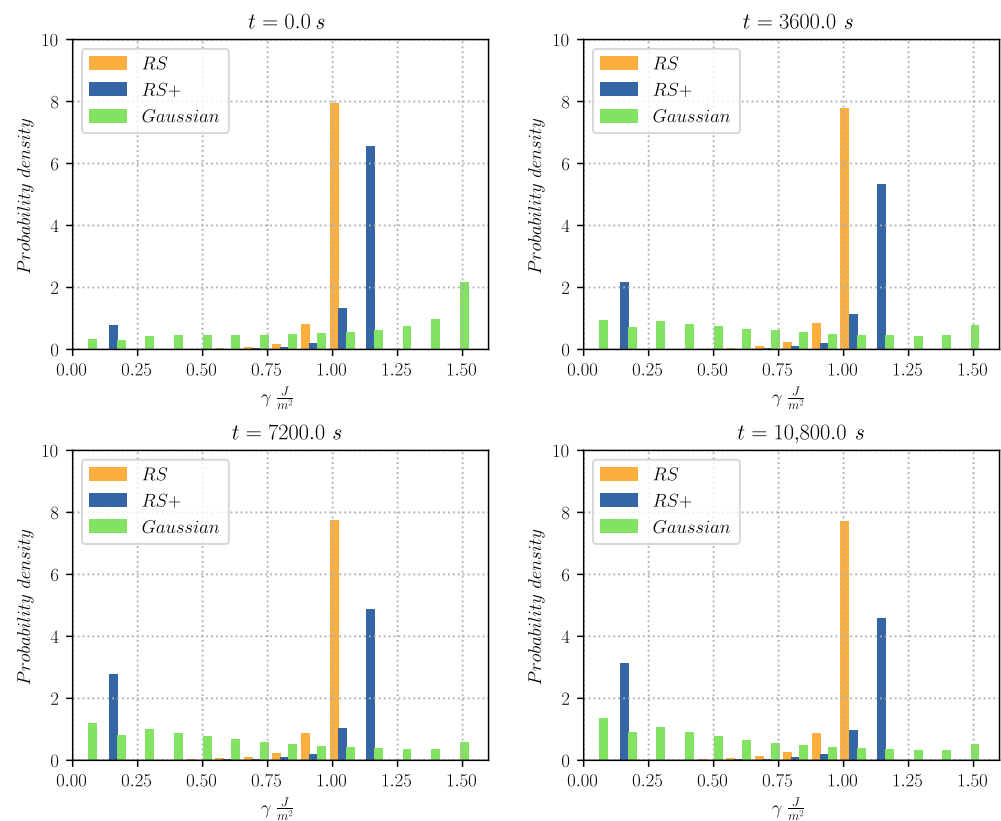 t = 0.0 s
10
8
6
4
2
0
Probability density
RS
RS+
Gaussian
0.00 0.25 0.50 0.75 1.00 1.25 1.50
γ J/m²
t = 3600.0 s
10
8
6
4
2
0
Probability density
RS
RS+
Gaussian
0.00 0.25 0.50 0.75 1.00 1.25 1.50
γ J/m²
t = 7200.0 s
10
8
6
4
2
0
Probability density
RS
RS+
Gaussian
0.00 0.25 0.50 0.75 1.00 1.25 1.50
γ J/m²
t = 10,800.0 s
10
8
6
4
2
0
Probability density
RS
RS+
Gaussian
0.00 0.25 0.50 0.75 1.00 1.25 1.50
γ J/m²